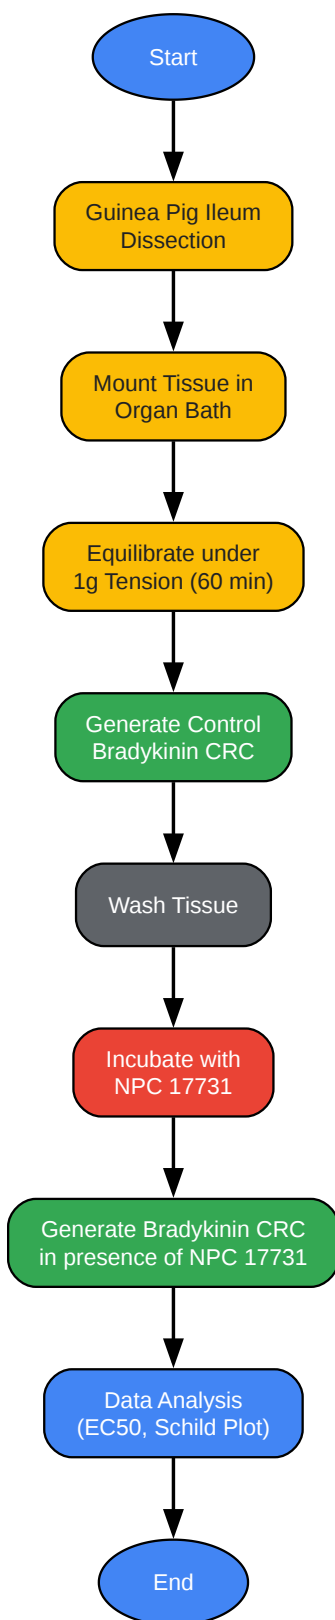 Start
Guinea Pig Ileum
Dissection
Mount Tissue in
Organ Bath
Equilibrate under
1g Tension (60 min)
Generate Control
Bradykinin CRC
Wash Tissue
Incubate with
NPC 17731
Generate Bradykinin CRC
in presence of NPC 17731
Data Analysis
(EC50, Schild Plot)
End